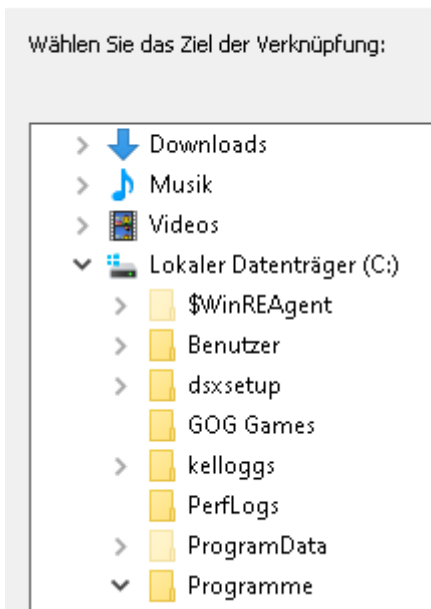 Wählen Sie das Ziel der Verknüpfung:
Downloads
Musik
Videos
Lokaler Datenträger (C:)
$WinREAgent
Benutzer
dsxsetup
GOG Games
kelloggs
PerfLogs
ProgramData
Programme